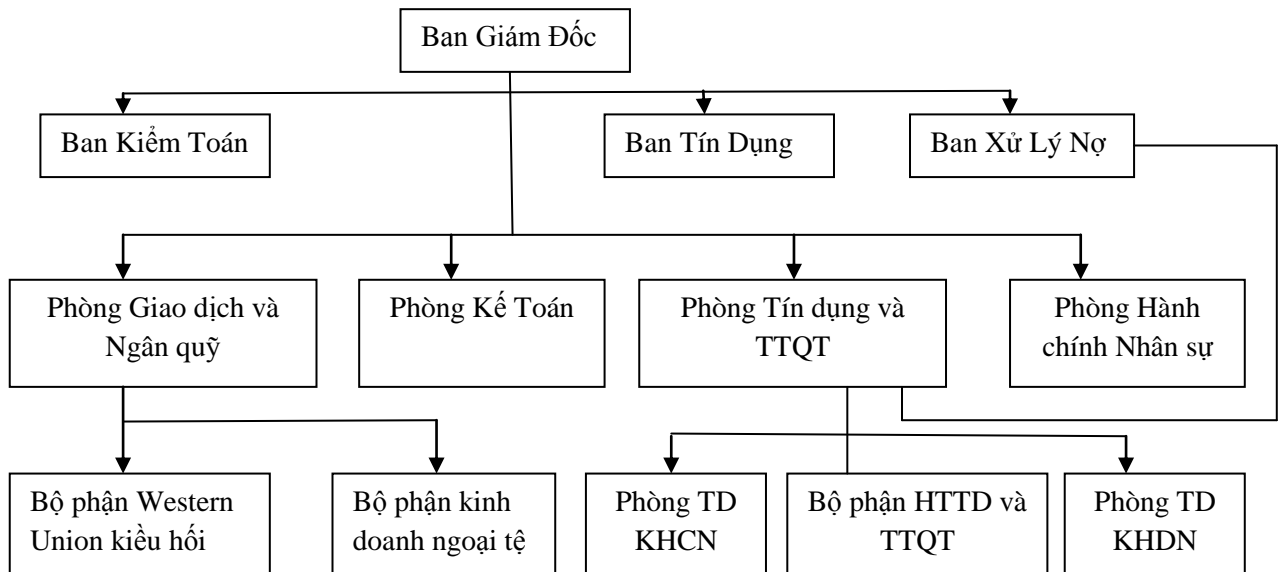 Ban Giám Đốc
Ban Kiểm Toán
Ban Tín Dụng
Ban Xử Lý Nợ
Phòng Giao dịch và
Ngân quỹ
Phòng Kế Toán
Phòng Tín dụng và
TTQT
Phòng Hành
chính Nhân sự
Bộ phận Western
Union kiều hối
Bộ phận kinh
doanh ngoại tệ
Phòng TD
KHCN
Bộ phận HTTD và
TTQT
Phòng TD
KHDN